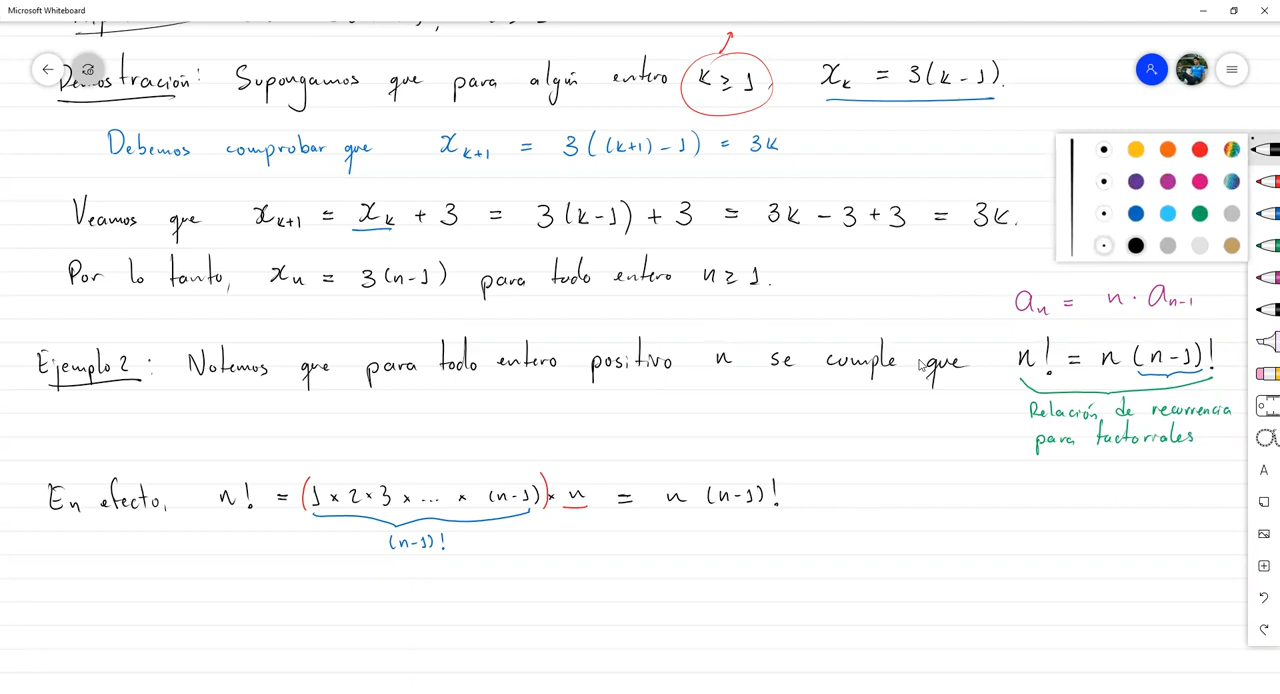 Microsoft Whiteboard
Demostración: Supongamos que para algún entero k ≥ 1, x_k = 3(k-1).
Debemos comprobar que x_{k+1} = 3((k+1)-1) = 3k
Veamos que x_{k+1} = x_k + 3 = 3(k-1) + 3 = 3k - 3 + 3 = 3k.
Por lo tanto, x_n = 3(n-1) para todo entero n ≥ 1.
a_n = n · a_{n-1}
Ejemplo 2: Notemos que para todo entero positivo n se cumple que n! = n (n-1)!
Relación de recurrencia
para factoriales
En efecto, n! = (1 × 2 × 3 × ... × (n-1)) × n = n (n-1)!
(n-1)!